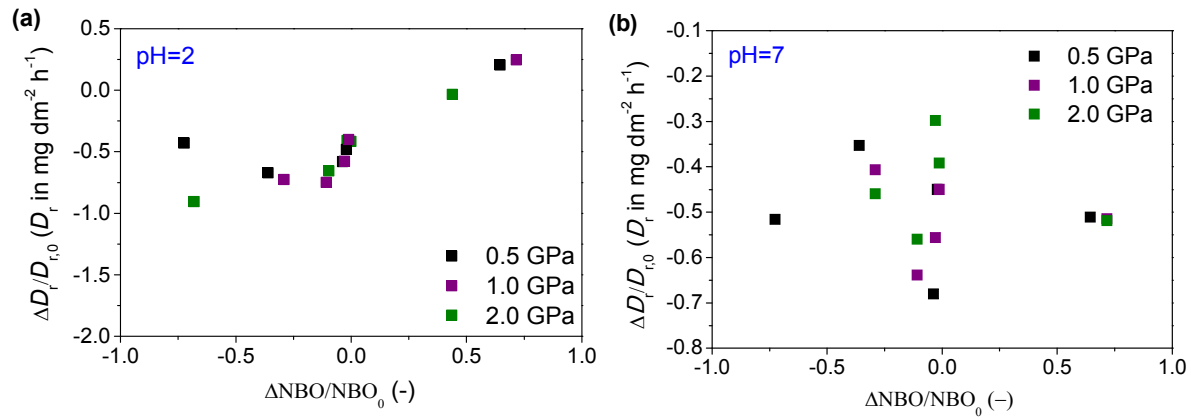 (a)
pH=2
0.5 GPa
1.0 GPa
2.0 GPa
0.5
0.0
-0.5
-1.0
-1.5
-2.0
-1.0 -0.5 0.0 0.5 1.0
ΔD_r/D_r,0 (D_r in mg dm⁻² h⁻¹)
ΔNBO/NBO₀ (-)
(b)
pH=7
0.5 GPa
1.0 GPa
2.0 GPa
-0.1
-0.2
-0.3
-0.4
-0.5
-0.6
-0.7
-0.8
-1.0 -0.5 0.0 0.5 1.0
ΔD_r/D_r,0 (D_r in mg dm⁻² h⁻¹)
ΔNBO/NBO₀ (−)